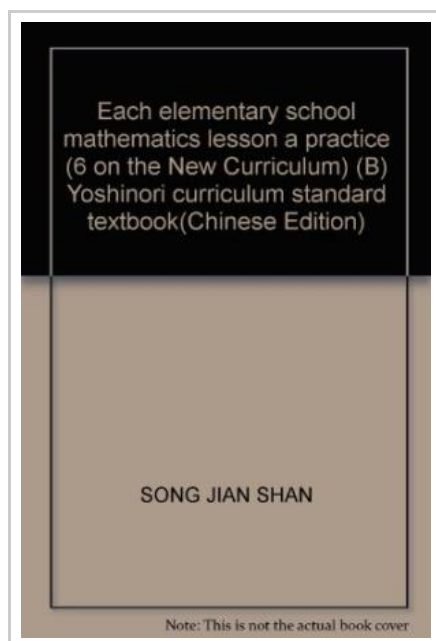 Each elementary school
mathematics lesson a practice
(6 on the New Curriculum) (B)
Yoshinori curriculum standard
textbook(Chinese Edition)
SONG JIAN SHAN
Note: This is not the actual book cover